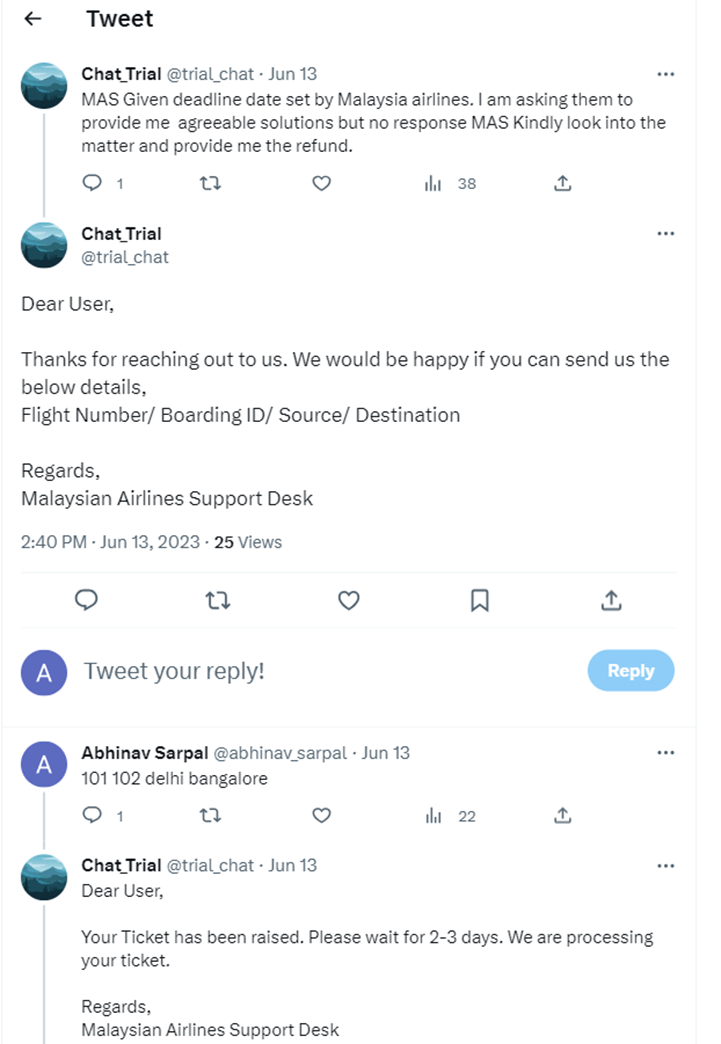 Tweet
Chat_Trial @trial_chat · Jun 13
MAS Given deadline date set by Malaysia airlines. I am asking them to
provide me agreeable solutions but no response MAS Kindly look into the
matter and provide me the refund.
1 38
Chat_Trial
@trial_chat
Dear User,
Thanks for reaching out to us. We would be happy if you can send us the
below details,
Flight Number/ Boarding ID/ Source/ Destination
Regards,
Malaysian Airlines Support Desk
2:40 PM · Jun 13, 2023 · 25 Views
A Tweet your reply! Reply
A Abhinav Sarpal @abhinav_sarpal · Jun 13
101 102 delhi bangalore
1 22
Chat_Trial @trial_chat · Jun 13
Dear User,
Your Ticket has been raised. Please wait for 2-3 days. We are processing
your ticket.
Regards,
Malaysian Airlines Support Desk